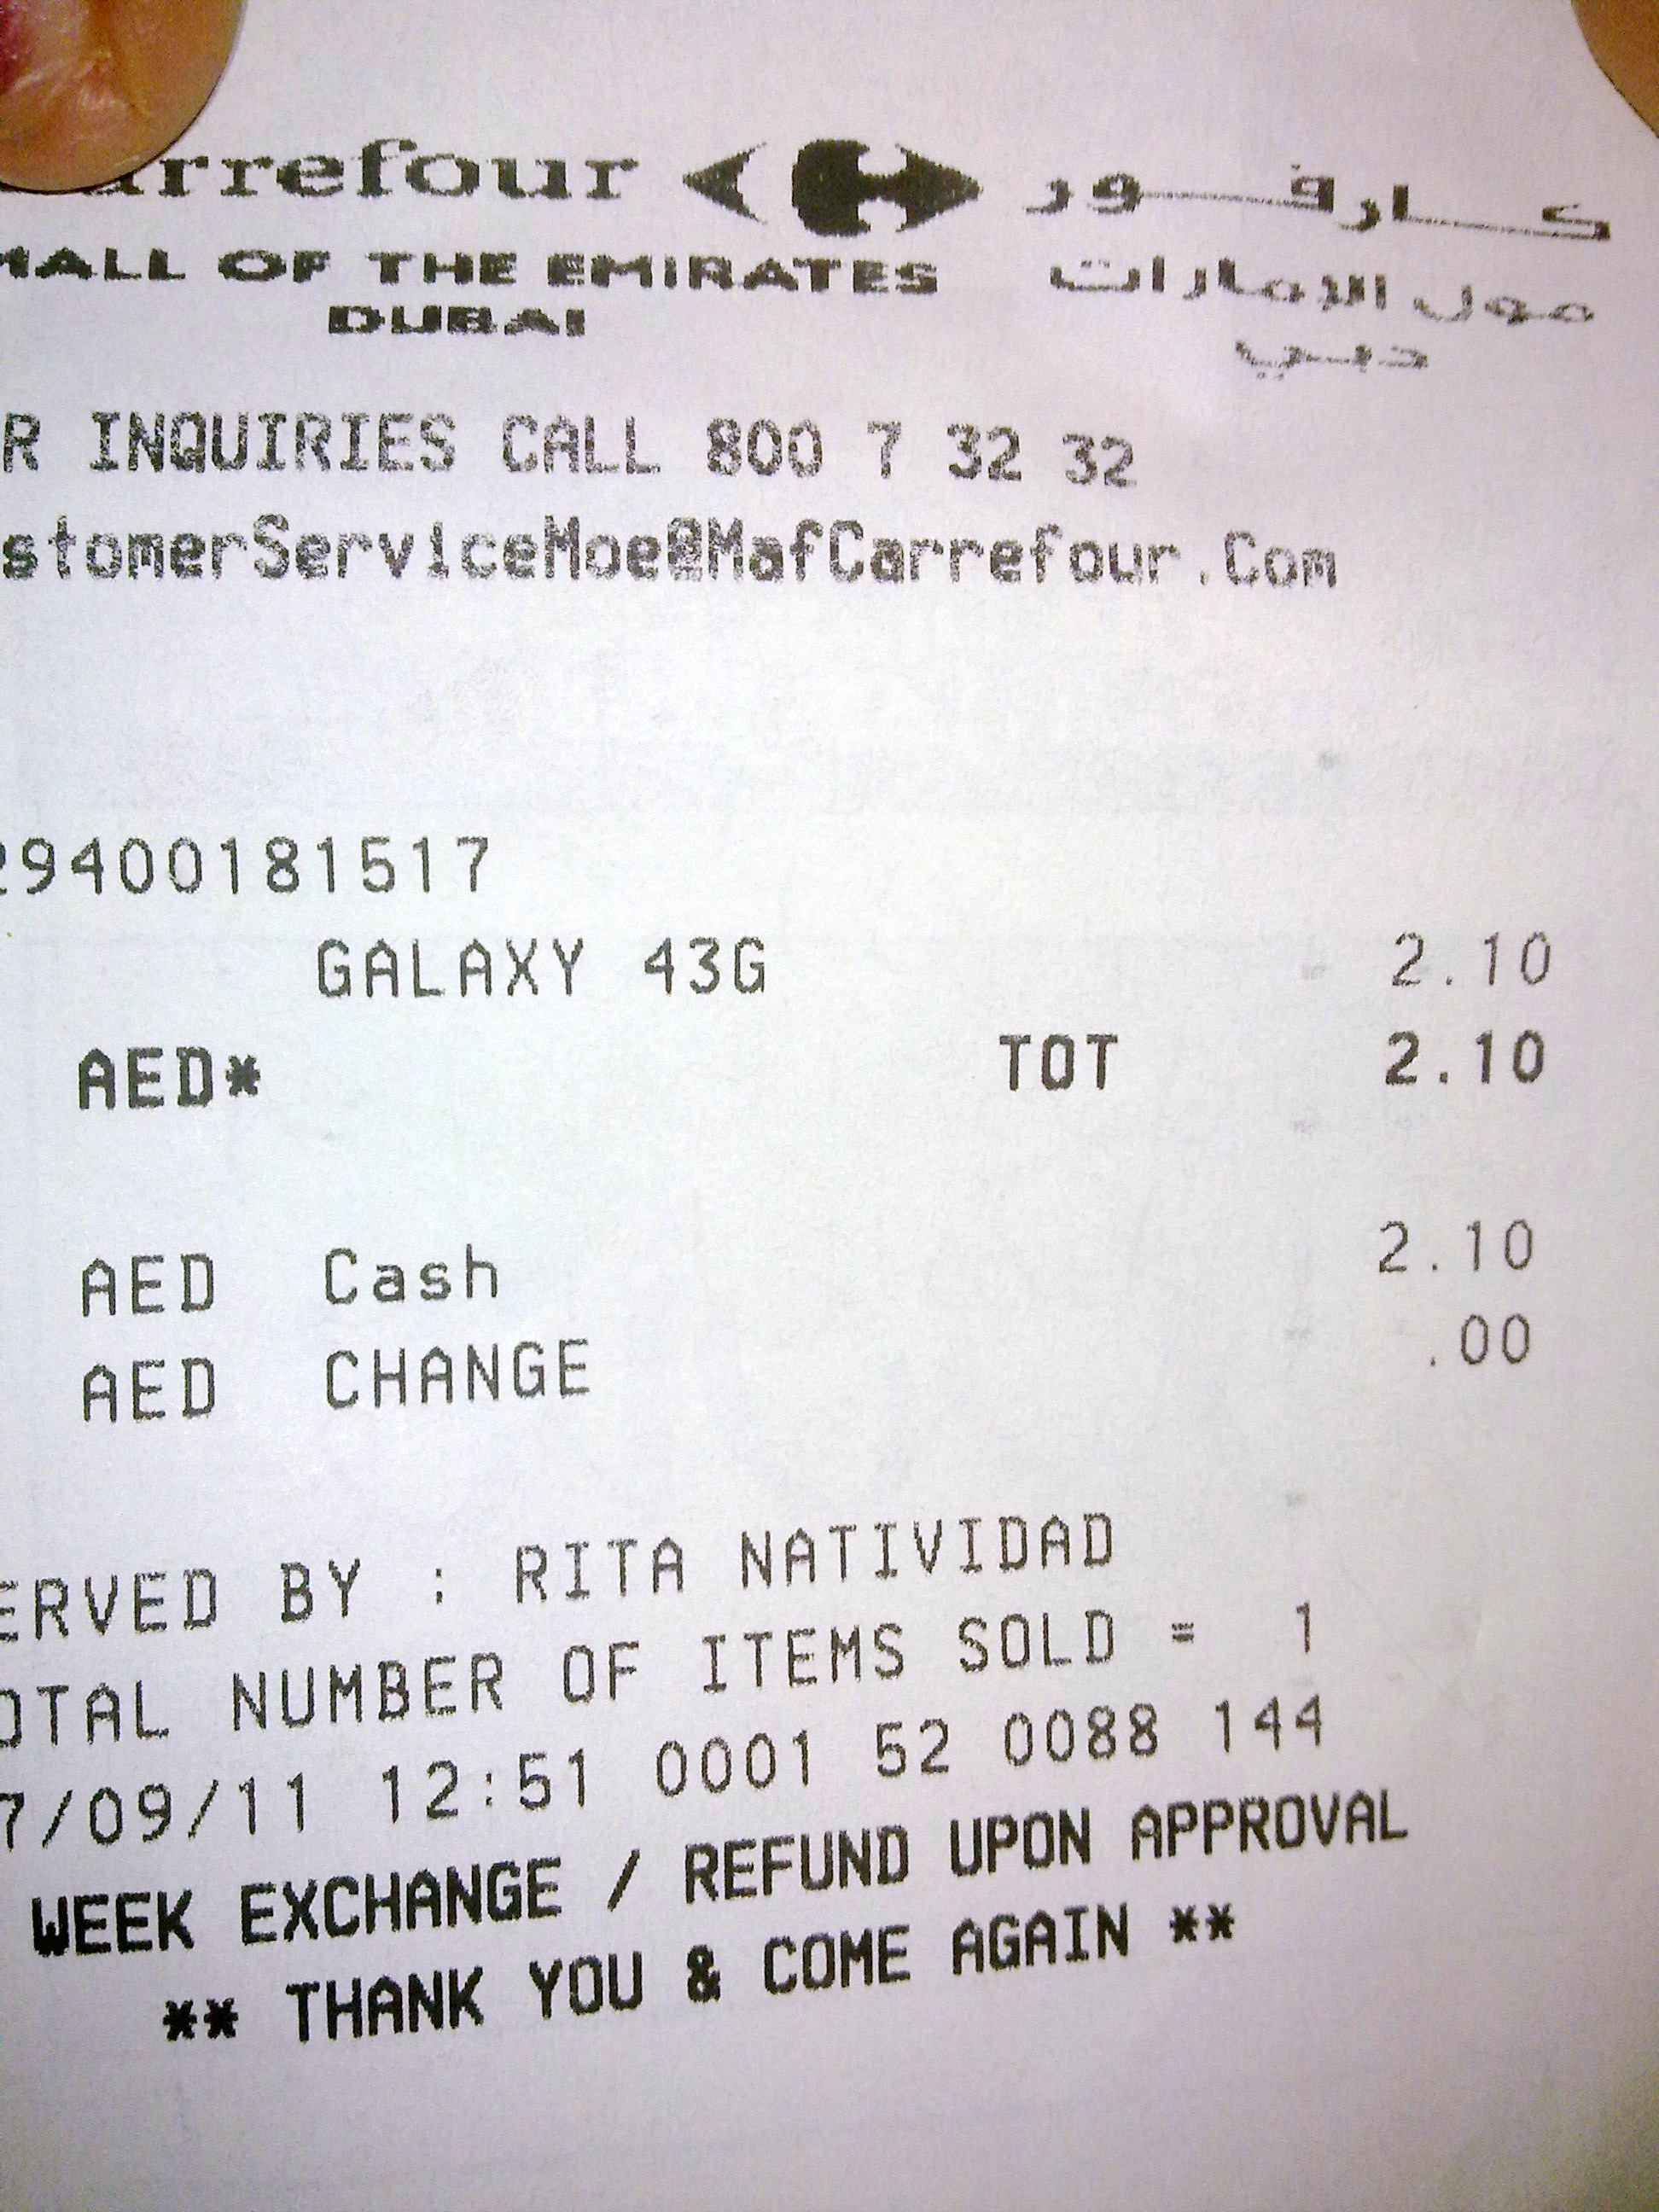 arrefour كارفور
MALL OF THE EMIRATES مول الإمارات
DUBAI دبي
R INQUIRIES CALL 800 7 32 32
stomerServiceMoe@MafCarrefour.Com
29400181517
GALAXY 43G 2.10
AED* TOT 2.10
AED Cash 2.10
AED CHANGE .00
ERVED BY : RITA NATIVIDAD
OTAL NUMBER OF ITEMS SOLD = 1
7/09/11 12:51 0001 52 0088 144
WEEK EXCHANGE / REFUND UPON APPROVAL
** THANK YOU & COME AGAIN **